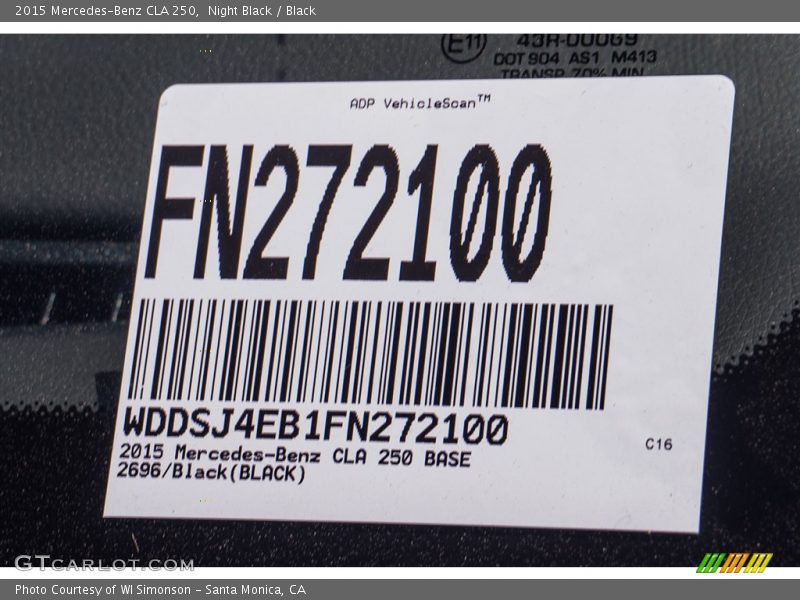 2015 Mercedes-Benz CLA 250, Night Black / Black
E11 43R-00069
DOT 904 AS1 M413
TRANSP 70% MIN
ADP VehicleScan™
FN272100
WDDSJ4EB1FN272100
2015 Mercedes-Benz CLA 250 BASE
C16
2696/Black(BLACK)
GTCARLOT.COM
Photo Courtesy of WI Simonson - Santa Monica, CA